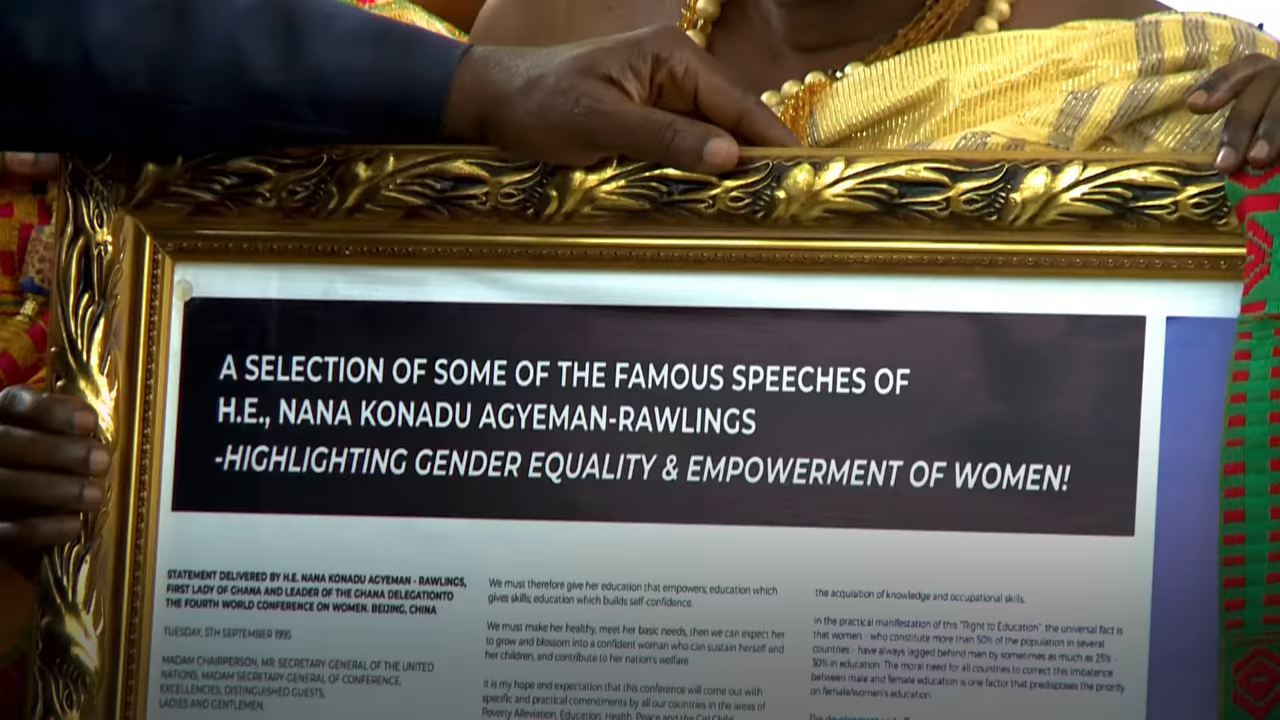 A SELECTION OF SOME OF THE FAMOUS SPEECHES OF
H.E., NANA KONADU AGYEMAN-RAWLINGS
-HIGHLIGHTING GENDER EQUALITY & EMPOWERMENT OF WOMEN!
STATEMENT DELIVERED BY H.E. NANA KONADU AGYEMAN - RAWLINGS,
FIRST LADY OF GHANA AND LEADER OF THE GHANA DELEGATIONTO
THE FOURTH WORLD CONFERENCE ON WOMEN. BEIJING, CHINA
TUESDAY, 5TH SEPTEMBER 1995
MADAM CHAIRPERSON, MR. SECRETARY-GENERAL OF THE UNITED
NATIONS, MADAM SECRETARY-GENERAL OF CONFERENCE,
EXCELLENCIES, DISTINGUISHED GUESTS,
LADIES AND GENTLEMEN,
We must therefore give her education that empowers; education which
gives skills; education which builds self-confidence.
We must make her healthy, meet her basic needs, then we can expect her
to grow and blossom into a confident woman who can sustain herself and
her children, and contribute to her nation's welfare
It is my hope and expectation that this conference will come out with
specific and practical commitments by all our countries in the areas of
Poverty Alleviation, Education, Health, Peace and the Girl Child
the acquisition of knowledge and occupational skills.
In the practical manifestation of this "Right to Education" the universal fact is
that women - who constitute more than 50% of the population in several
countries - have always lagged behind men by sometimes as much as 25% -
50% in education. The moral need for all countries to correct this imbalance
between male and female education is one factor that predisposes the priority
on female/women's education.